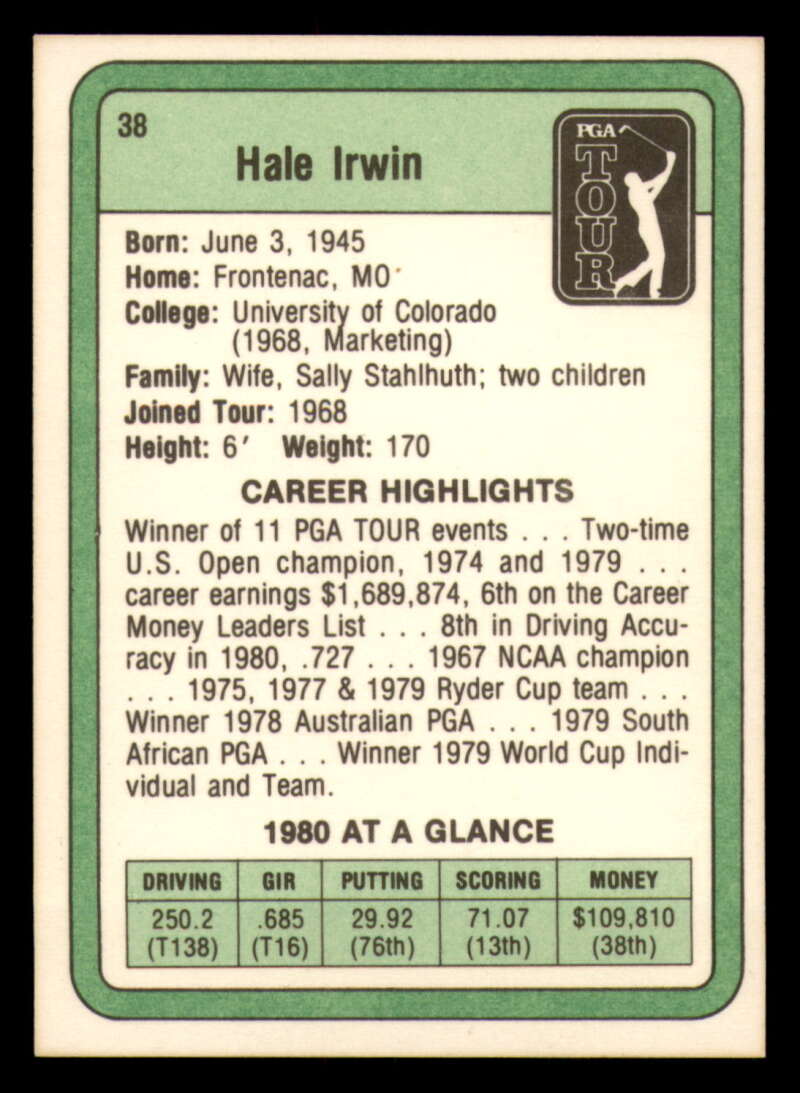 38
Hale Irwin
PGA
TOUR
Born: June 3, 1945
Home: Frontenac, MO
College: University of Colorado
(1968, Marketing)
Family: Wife, Sally Stahlhuth; two children
Joined Tour: 1968
Height: 6′ Weight: 170
CAREER HIGHLIGHTS
Winner of 11 PGA TOUR events . . . Two-time
U.S. Open champion, 1974 and 1979 . . .
career earnings $1,689,874, 6th on the Career
Money Leaders List . . . 8th in Driving Accu-
racy in 1980, .727 . . . 1967 NCAA champion
. . . 1975, 1977 & 1979 Ryder Cup team . . .
Winner 1978 Australian PGA . . . 1979 South
African PGA . . . Winner 1979 World Cup Indi-
vidual and Team.
1980 AT A GLANCE
DRIVING GIR PUTTING SCORING MONEY
250.2 .685 29.92 71.07 $109,810
(T138) (T16) (76th) (13th) (38th)